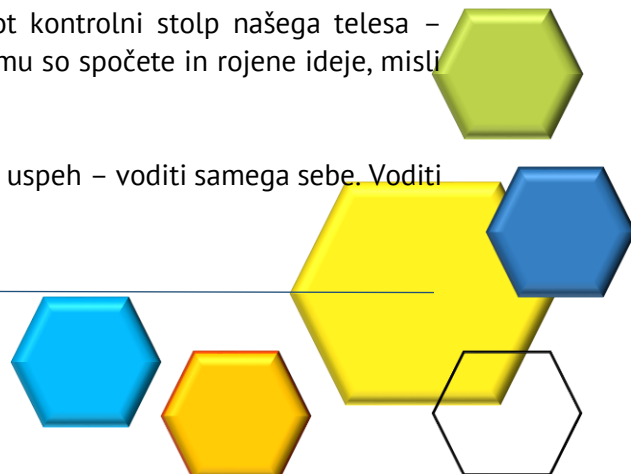 ot kontrolni stolp našega telesa –
mu so spočete in rojene ideje, misli
uspeh – voditi samega sebe. Voditi